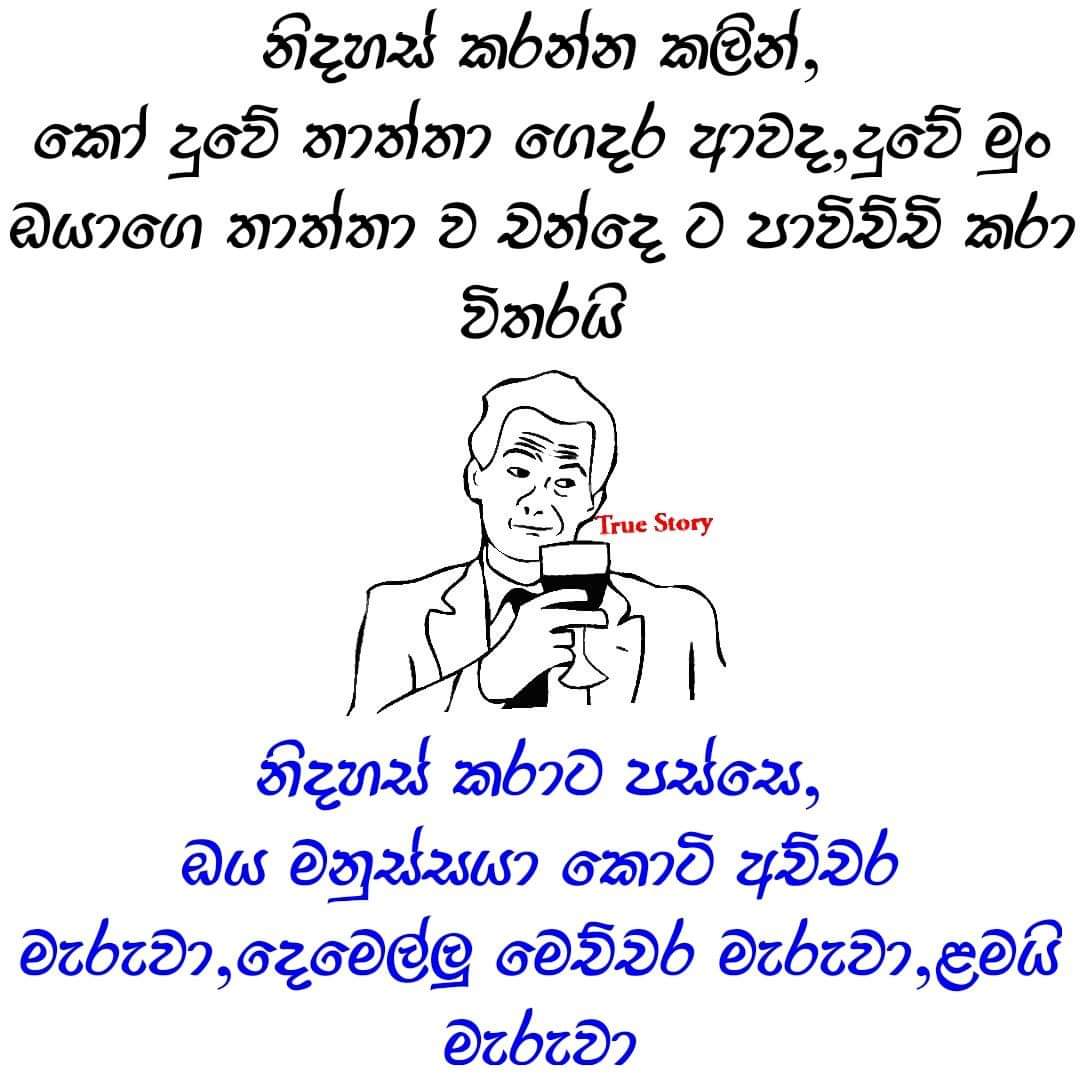 නිදහස් කරන්න කලින්,
කෝ දුවේ තාත්තා ගෙදර ආවද,දුවේ මුං
ඔයාගෙ තාත්තා ව චන්දෙ ට පාවිච්චි කරා
විතරයි
True Story
නිදහස් කරාට පස්සෙ,
ඔය මනුස්සයා කොටි අච්චර
මැරුවා,දෙමෙල්ලු මෙච්චර මැරුවා,ළමයි
මැරුවා